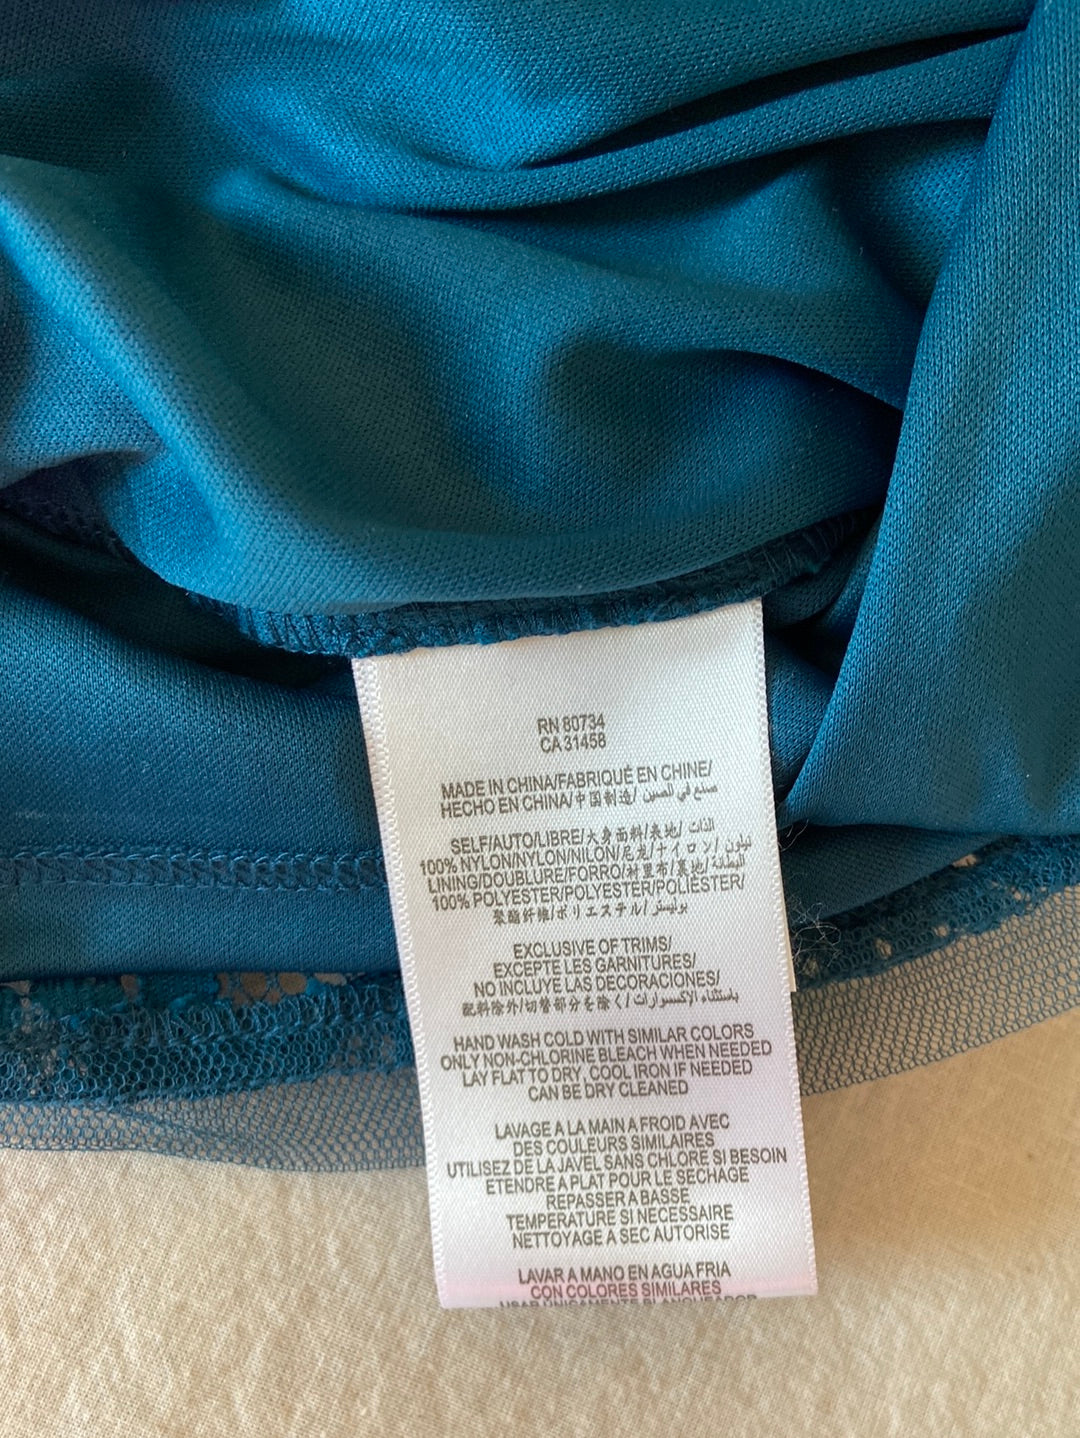 RN 80734
CA 31458
MADE IN CHINA/FABRIQUÉ EN CHINE/
HECHO EN CHINA/中国制造/ صنع في الصين
SELF/AUTO/LIBRE/大身面料/表地/ الذات
100% NYLON/NYLON/NILON/尼龙/ナイロン/ نيلون
LINING/DOUBLURE/FORRO/衬里布/裏地/ البطانة
100% POLYESTER/POLYESTER/POLIÉSTER/
聚酯纤维/ポリエステル/ بوليستر
EXCLUSIVE OF TRIMS/
EXCEPTE LES GARNITURES/
NO INCLUYE LAS DECORACIONES/
配料除外/切替部分を除く/ باستثناء الإكسسوارات
HAND WASH COLD WITH SIMILAR COLORS
ONLY NON-CHLORINE BLEACH WHEN NEEDED
LAY FLAT TO DRY, COOL IRON IF NEEDED
CAN BE DRY CLEANED
LAVAGE A LA MAIN A FROID AVEC
DES COULEURS SIMILAIRES
UTILISEZ DE LA JAVEL SANS CHLORE SI BESOIN
ETENDRE A PLAT POUR LE SECHAGE
REPASSER A BASSE
TEMPERATURE SI NECESSAIRE
NETTOYAGE A SEC AUTORISE
LAVAR A MANO EN AGUA FRIA
CON COLORES SIMILARES
USAR UNICAMENTE BLANQUEADOR